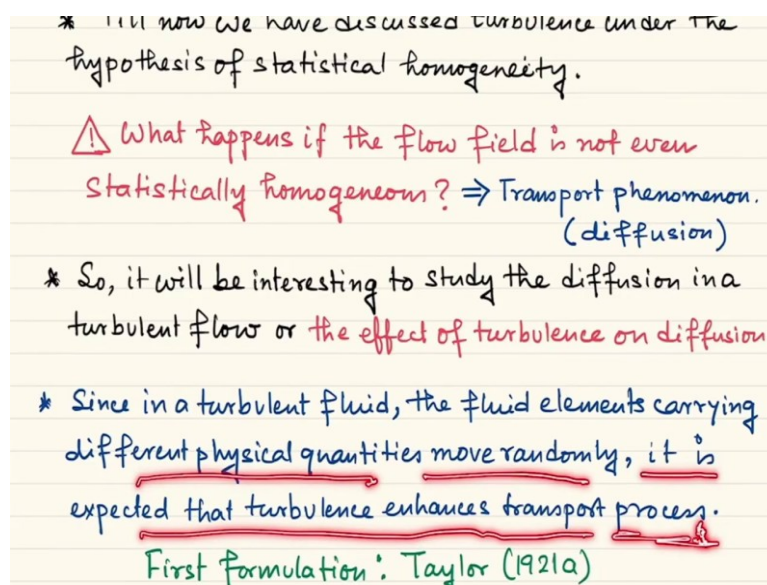 * Till now we have discussed turbulence under the
hypothesis of statistical homogeneity.
⚠ What happens if the flow field is not even
statistically homogeneous? ⇒ Transport phenomenon.
(diffusion)
* So, it will be interesting to study the diffusion in a
turbulent flow or the effect of turbulence on diffusion
* Since in a turbulent fluid, the fluid elements carrying
different physical quantities move randomly, it is
expected that turbulence enhances transport process.
First formulation: Taylor (1921a)